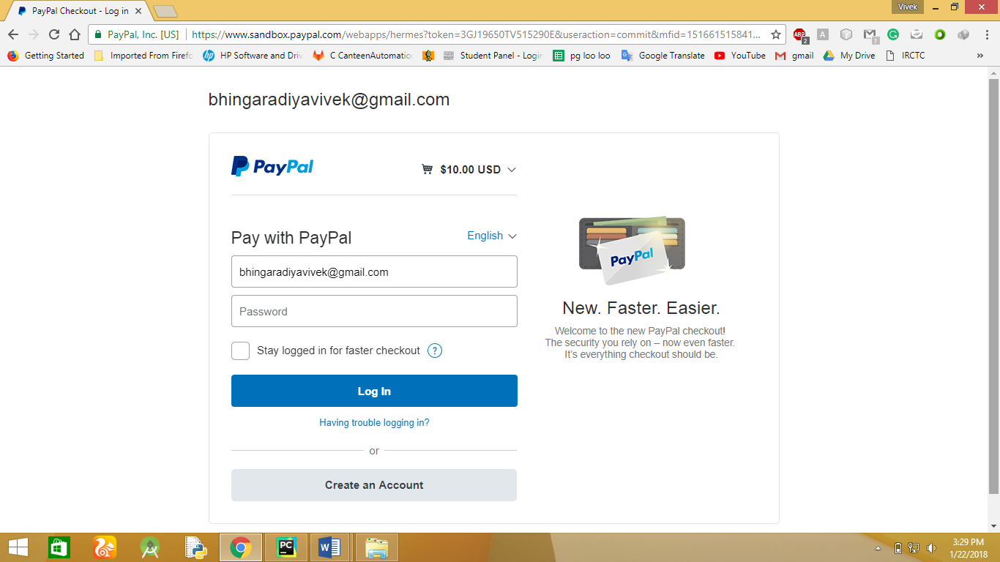 PayPal Checkout - Log in
Vivek
PayPal, Inc. [US] https://www.sandbox.paypal.com/webapps/hermes?token=3GJ19650TV515290E&useraction=commit&mfid=151661515841...
ABP 2 A ?
Getting Started Imported From Firefo HP Software and Driv C CanteenAutomatio Student Panel - Login pg loo loo Google Translate YouTube gmail My Drive IRCTC »
bhingaradiyavivek@gmail.com
PayPal $10.00 USD
Pay with PayPal English
bhingaradiyavivek@gmail.com
Password
Stay logged in for faster checkout ?
Log In
Having trouble logging in?
or
Create an Account
PayPal
New. Faster. Easier.
Welcome to the new PayPal checkout!
The security you rely on – now even faster.
It's everything checkout should be.
PC W
3:29 PM
1/22/2018